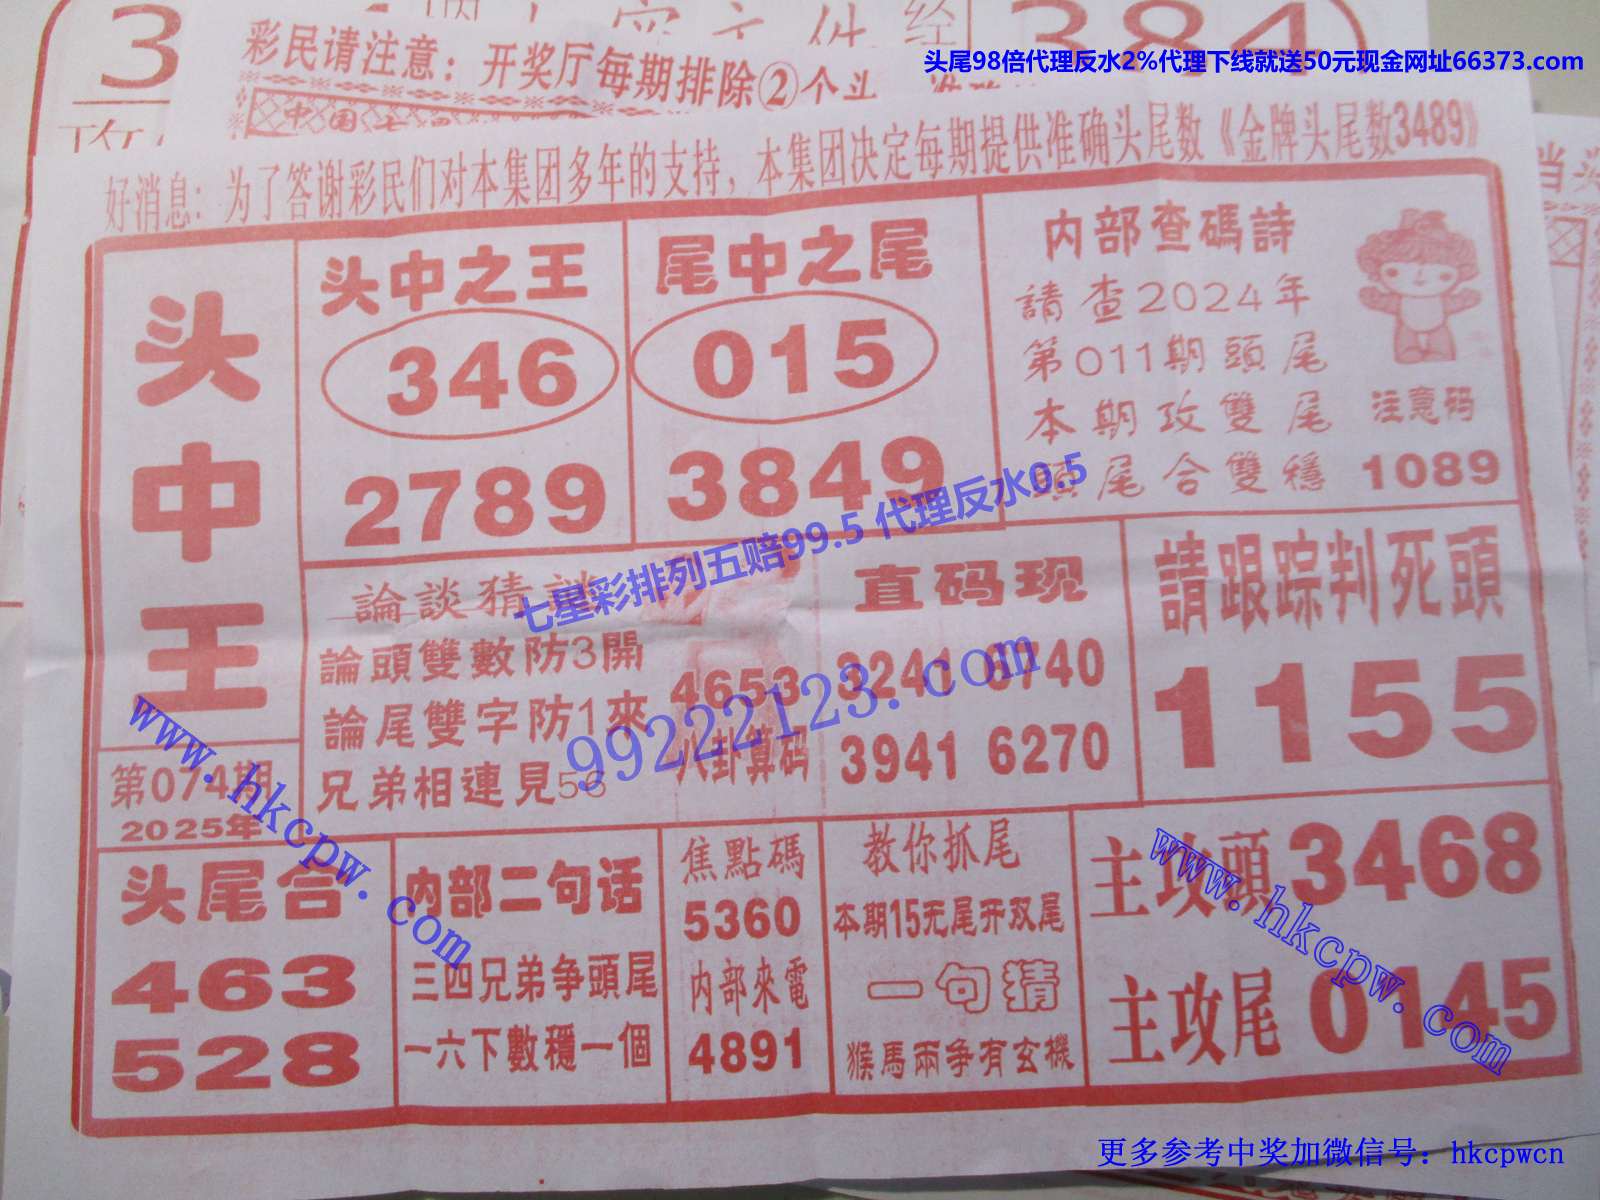 384
彩民请注意：开奖厅每期排除②个斗
头尾98倍代理反水2%代理下线就送50元现金网址66373.com
好消息：为了答谢彩民们对本集团多年的支持，本集团决定每期提供准确头尾数《金牌头尾数3489》
头中王
第074期
2025年
头中之王
346
2789
尾中之尾
015
3849
内部查碼詩
請查2024年
第011期頭尾
本期攻雙尾
頭尾合雙穩
注意码
1089
七星彩排列五赔99.5 代理反水0.5
論談猜謎
論頭雙數防3開
論尾雙字防1來
兄弟相連見56
4653
八卦算码
直码现
3241 6740
3941 6270
請跟踪判死頭
1155
99222123.com
www.hkcpw.com
头尾合
463
528
内部二句话
三四兄弟争頭尾
一六下數穩一個
焦點碼
5360
内部來電
4891
教你抓尾
本期15无尾开双尾
一句猜
猴馬兩争有玄機
主攻頭3468
主攻尾0145
www.hkcpw.com
更多参考中奖加微信号：hkcpwcn